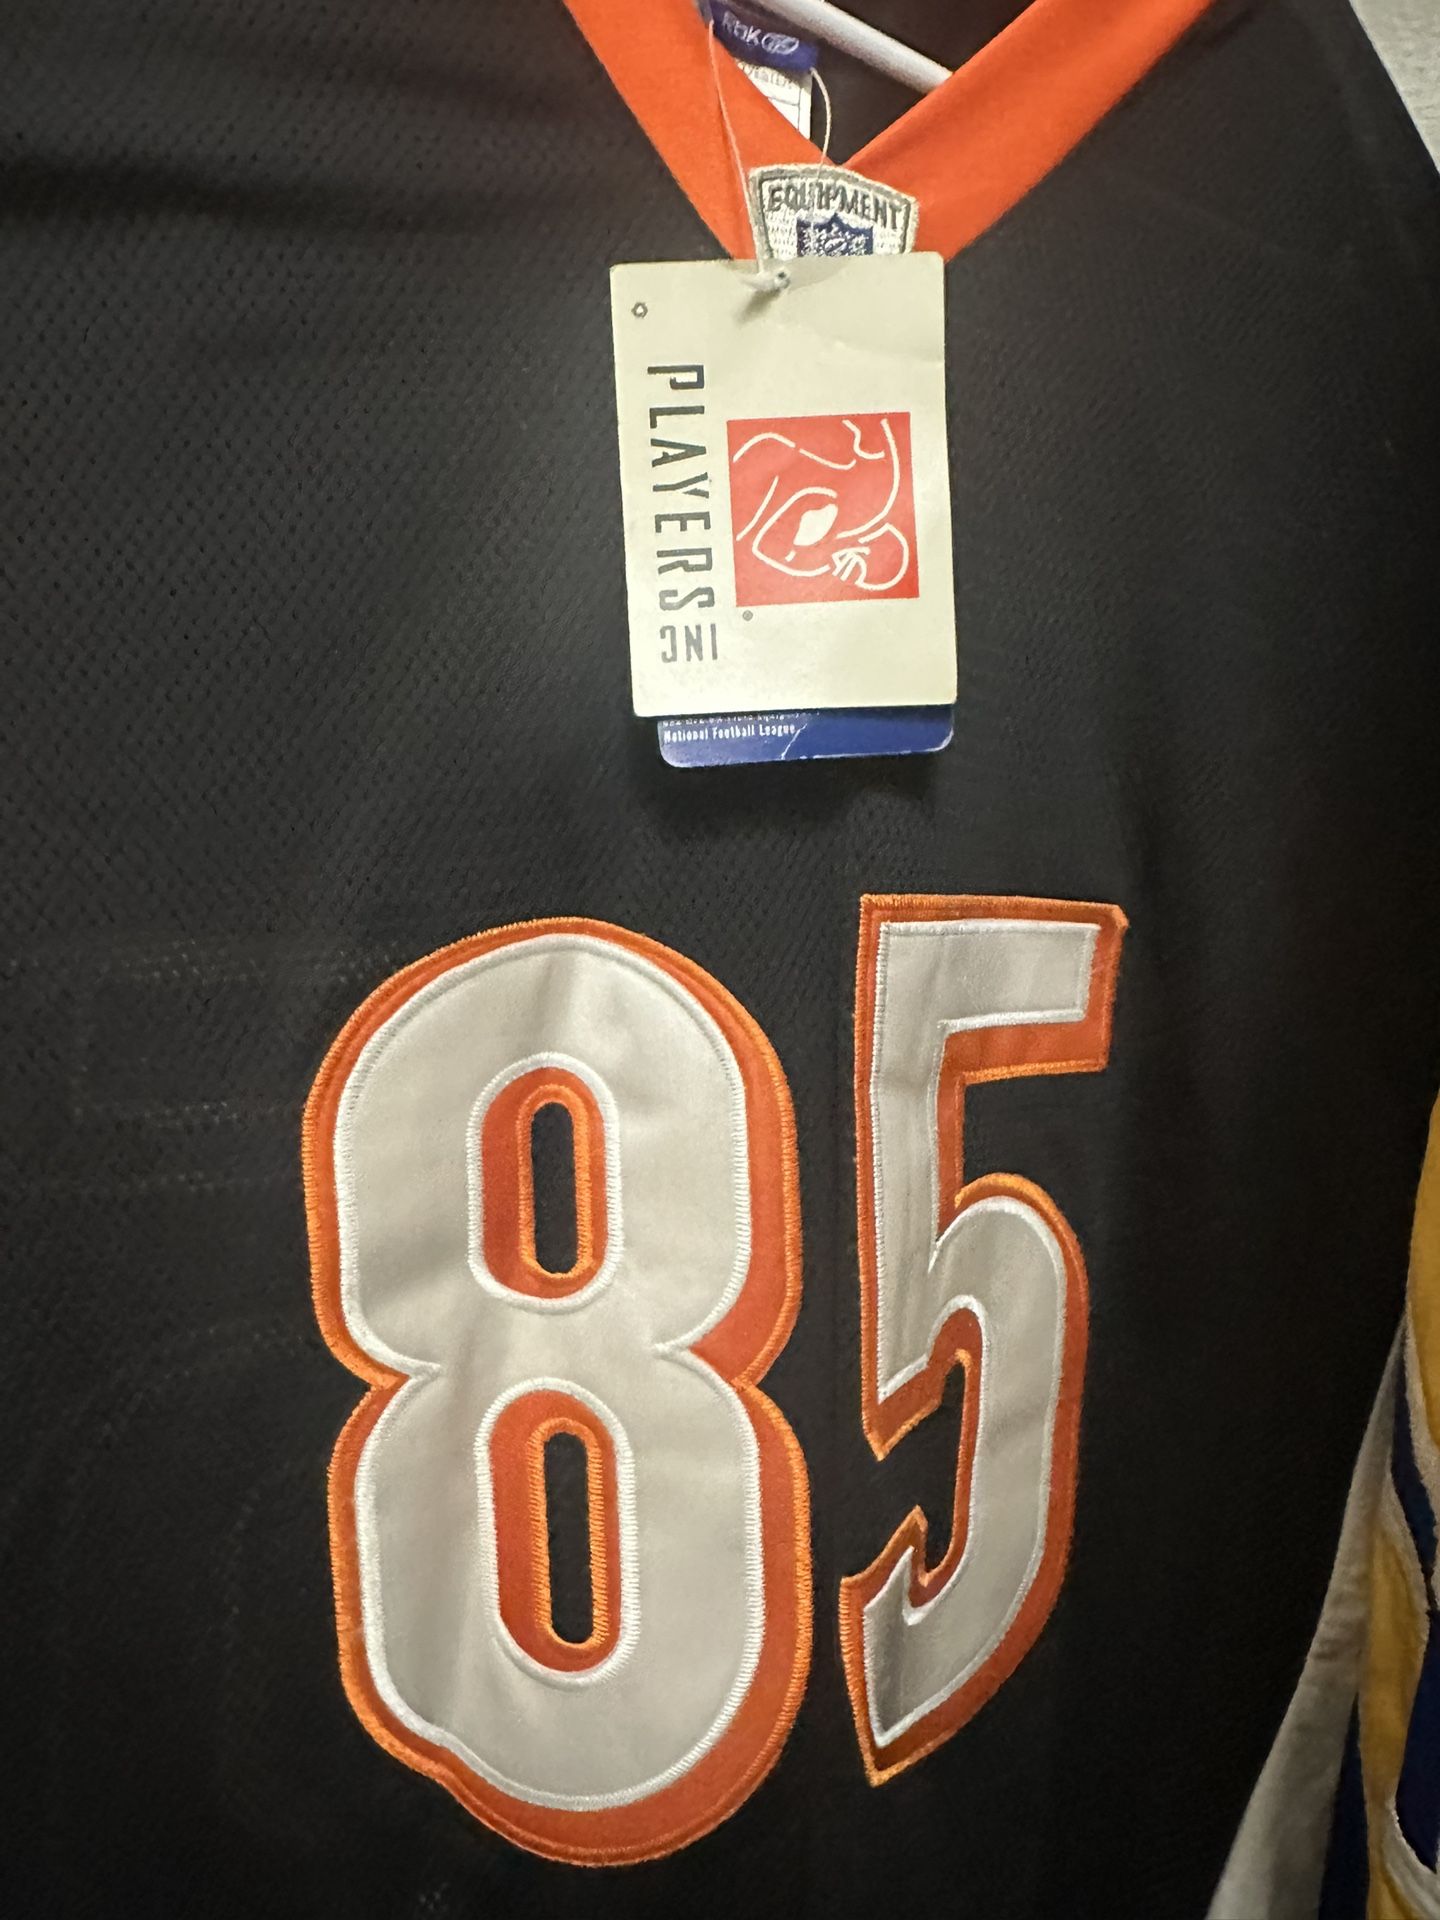 Rbk
EQUIPMENT
PLAYERS
INC
National Football League
85